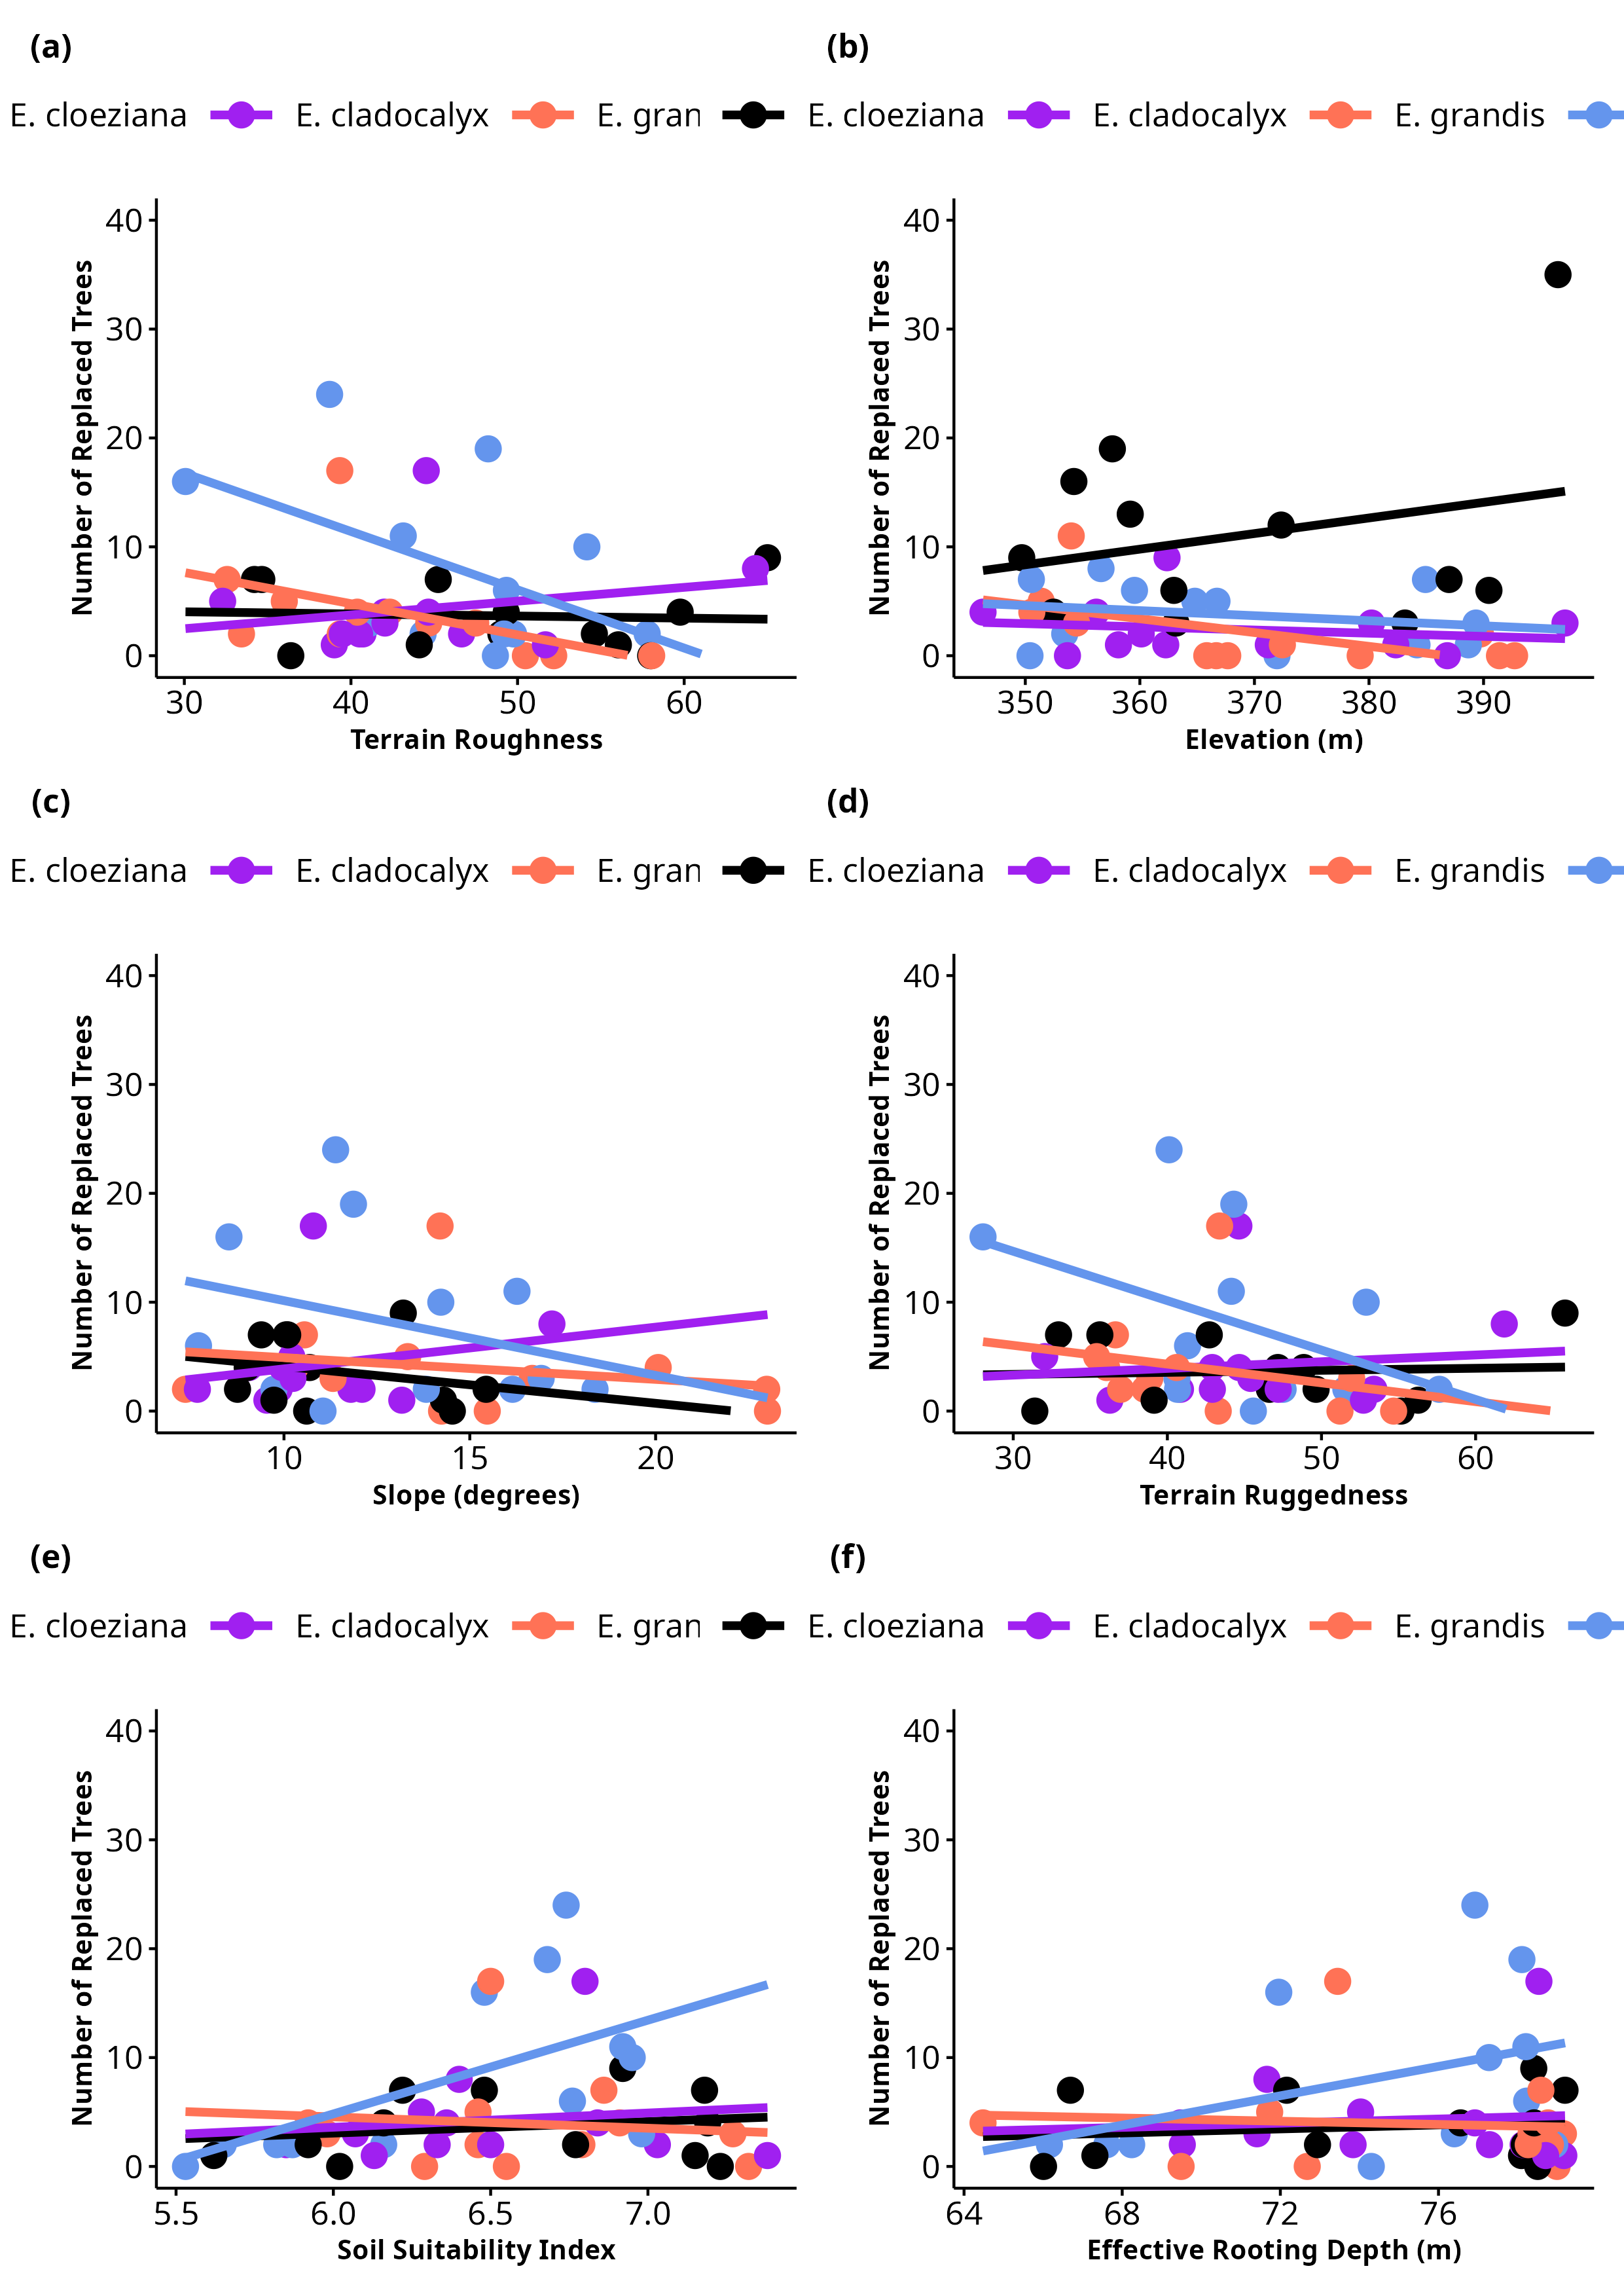 (a) (b)
E. cloeziana E. cladocalyx E. gran E. cloeziana E. cladocalyx E. grandis
40 40
30 30
20 20
10 10
0 0
Number of Replaced Trees Number of Replaced Trees
30 40 50 60 350 360 370 380 390
Terrain Roughness Elevation (m)
(c) (d)
E. cloeziana E. cladocalyx E. gran E. cloeziana E. cladocalyx E. grandis
40 40
30 30
20 20
10 10
0 0
Number of Replaced Trees Number of Replaced Trees
10 15 20 30 40 50 60
Slope (degrees) Terrain Ruggedness
(e) (f)
E. cloeziana E. cladocalyx E. gran E. cloeziana E. cladocalyx E. grandis
40 40
30 30
20 20
10 10
0 0
Number of Replaced Trees Number of Replaced Trees
5.5 6.0 6.5 7.0 64 68 72 76
Soil Suitability Index Effective Rooting Depth (m)